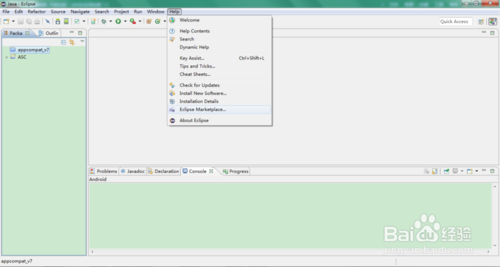 Java - Eclipse
File Edit Refactor Source Navigate Search Project Run Window Help
Quick Access
Java
Packa Outlin
appcompat_v7
ASC
Welcome
Help Contents
Search
Dynamic Help
Key Assist... Ctrl+Shift+L
Tips and Tricks...
Cheat Sheets...
Check for Updates
Install New Software...
Installation Details
Eclipse Marketplace...
About Eclipse
Problems Javadoc Declaration Console Progress
Android
Baidu 经验
jingyan.baidu.com
appcompat_v7